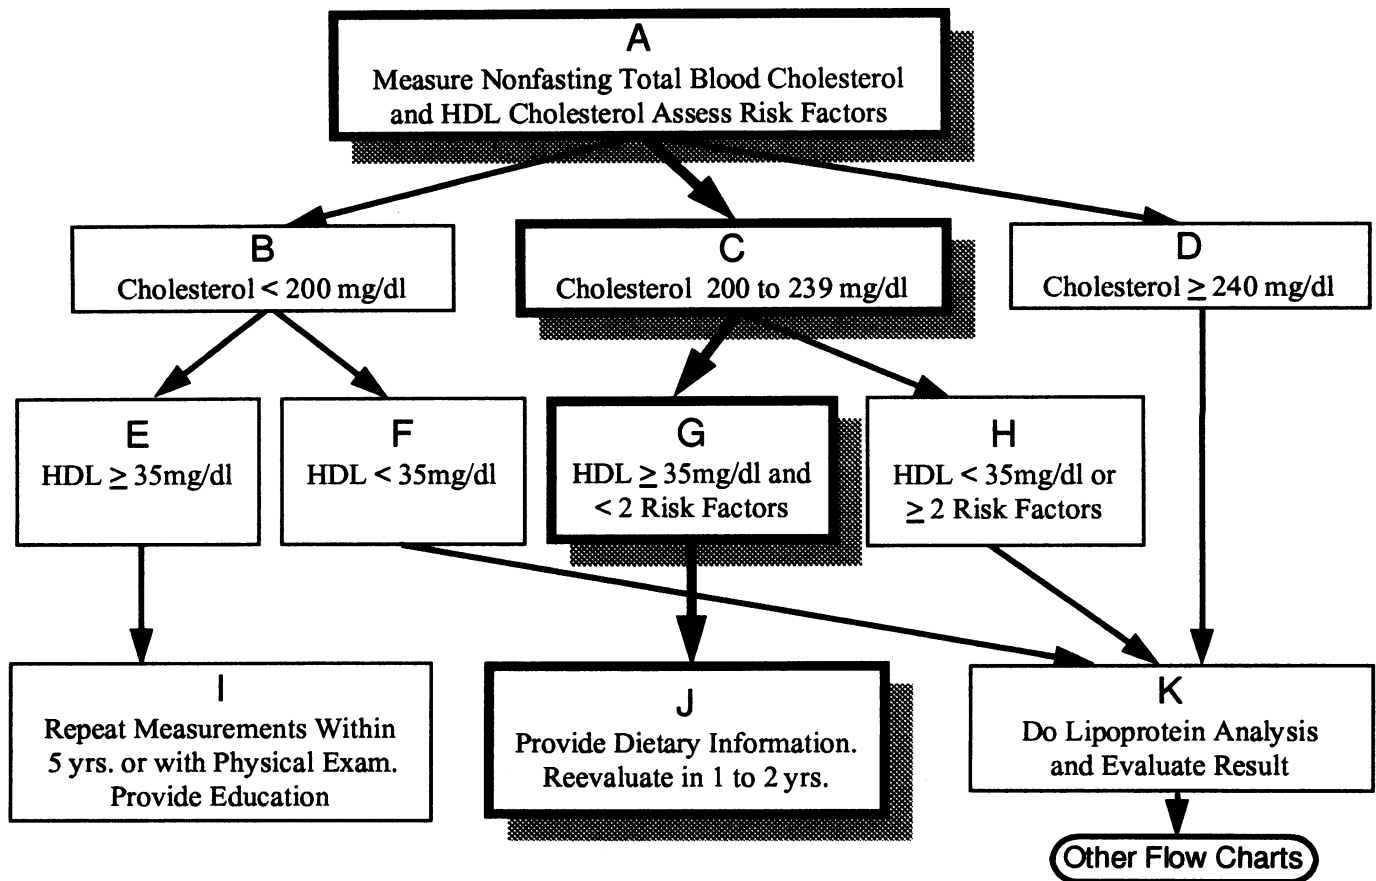 A
Measure Nonfasting Total Blood Cholesterol
and HDL Cholesterol Assess Risk Factors
B
Cholesterol < 200 mg/dl
C
Cholesterol 200 to 239 mg/dl
D
Cholesterol ≥ 240 mg/dl
E
HDL ≥ 35mg/dl
F
HDL < 35mg/dl
G
HDL ≥ 35mg/dl and
< 2 Risk Factors
H
HDL < 35mg/dl or
≥ 2 Risk Factors
I
Repeat Measurements Within
5 yrs. or with Physical Exam.
Provide Education
J
Provide Dietary Information.
Reevaluate in 1 to 2 yrs.
K
Do Lipoprotein Analysis
and Evaluate Result
Other Flow Charts